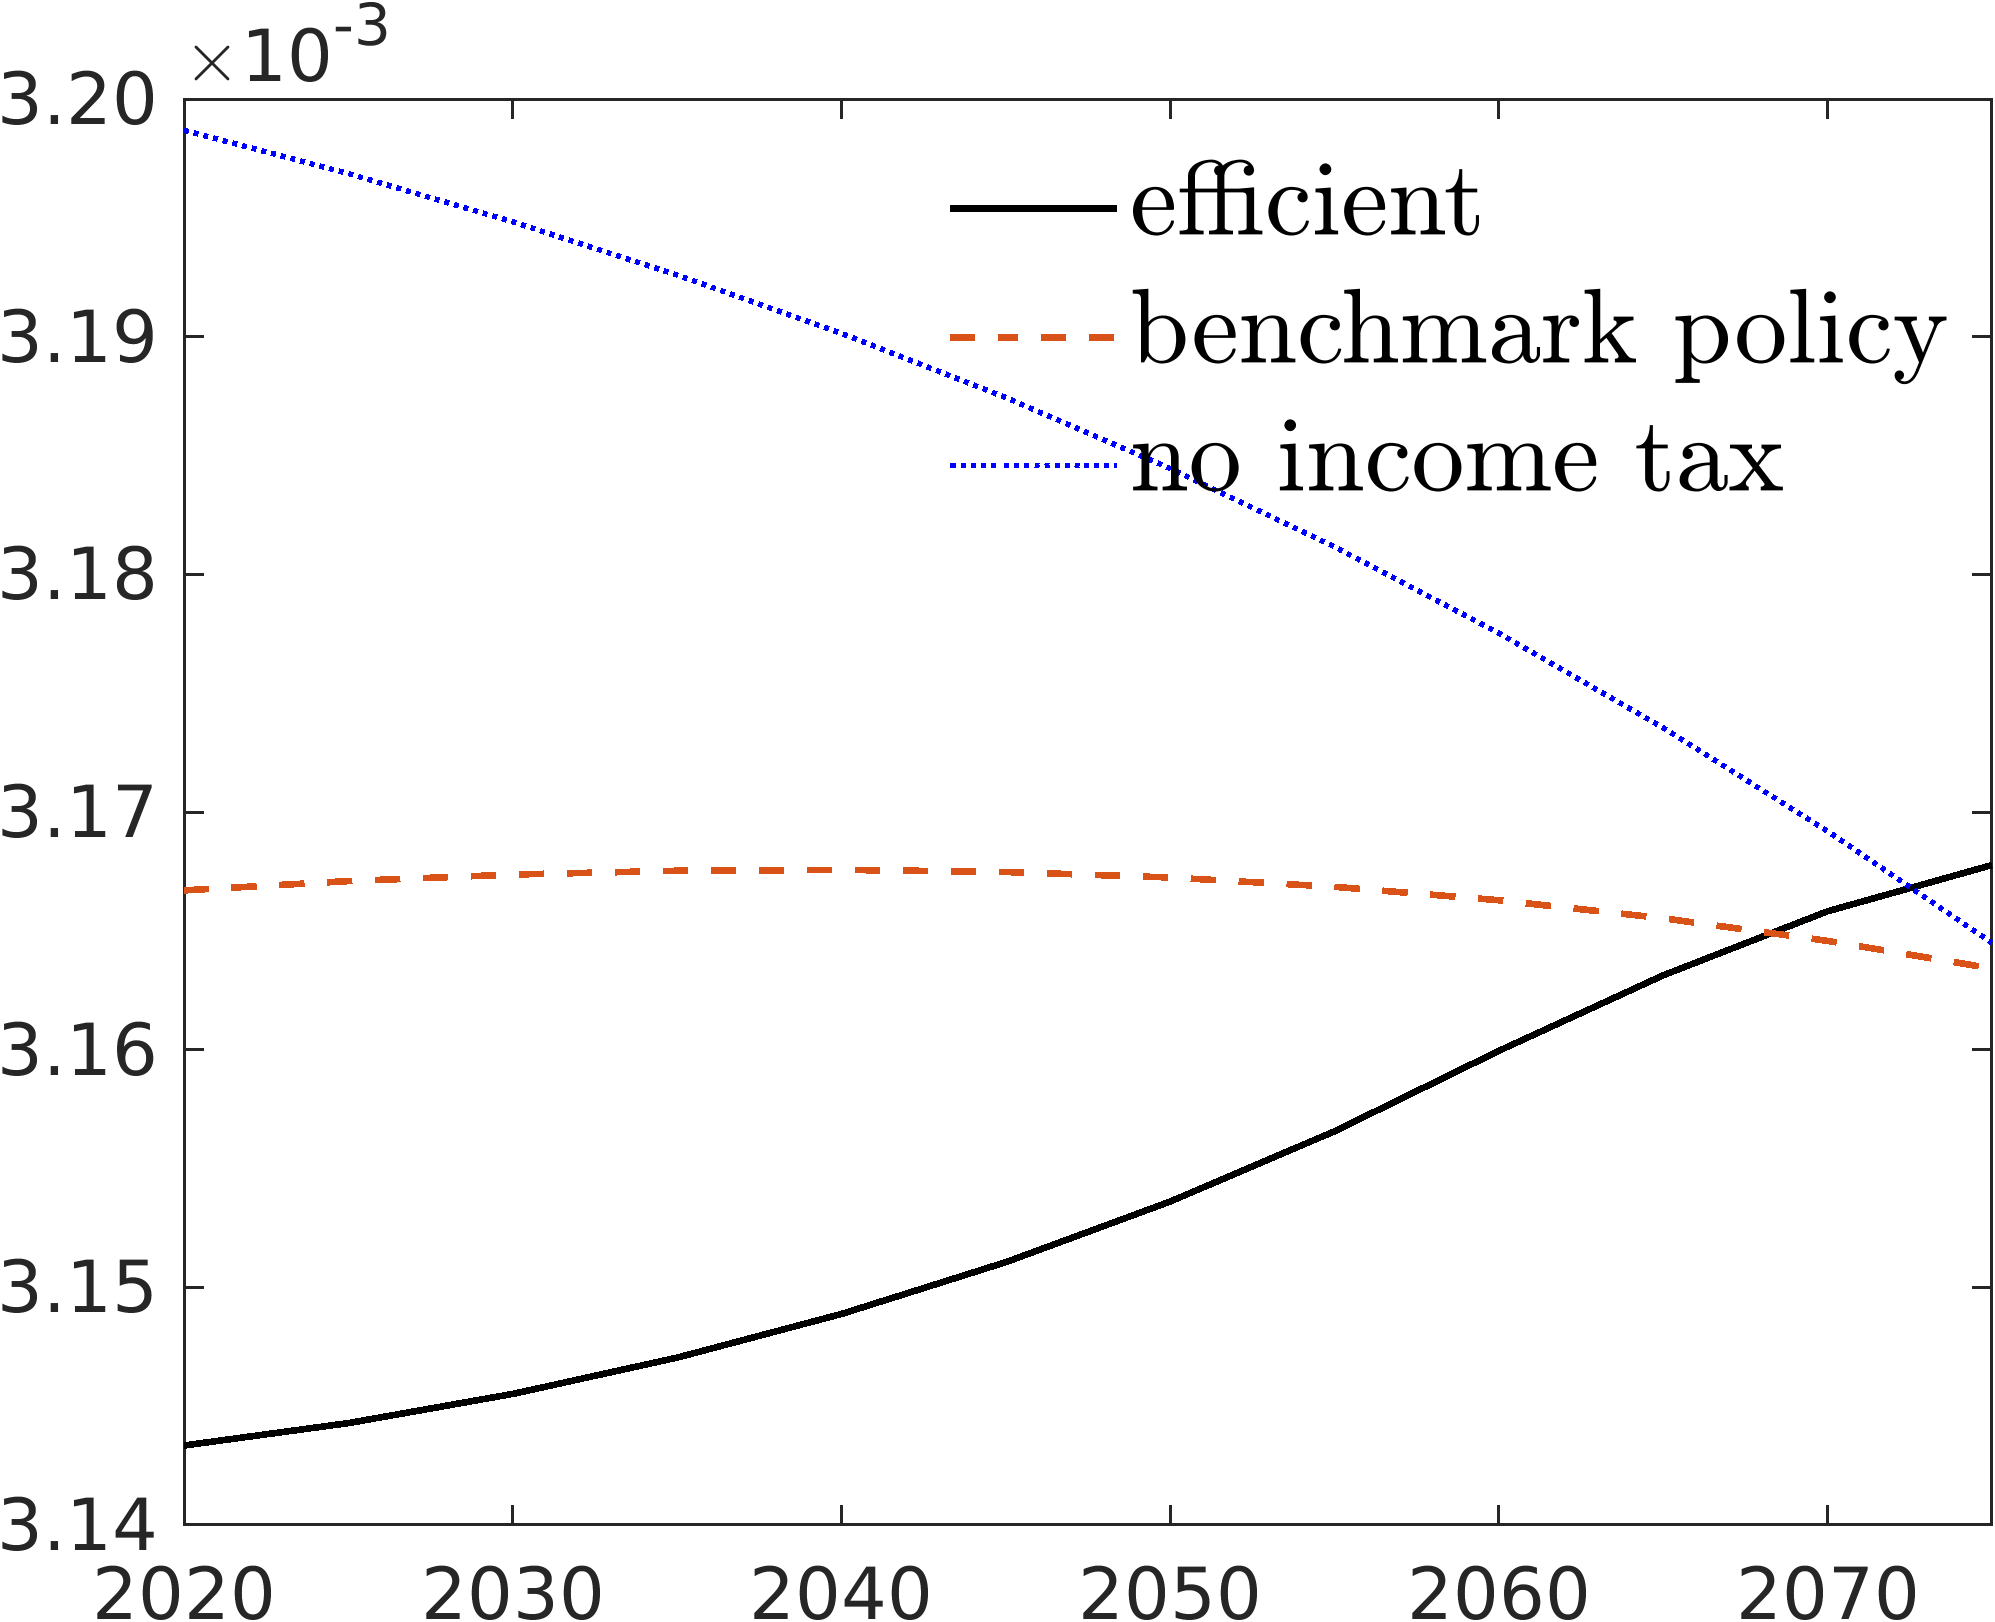 ×10-3
3.20
3.19
3.18
3.17
3.16
3.15
3.14
efficient
benchmark policy
no income tax
2020 2030 2040 2050 2060 2070